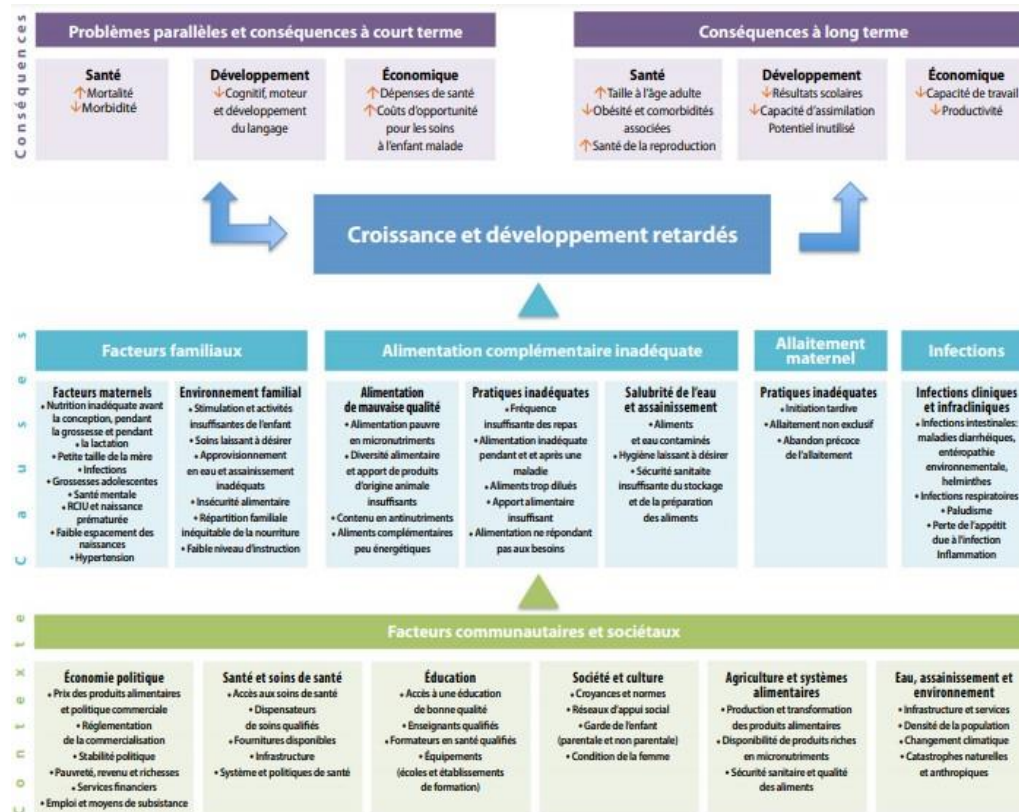 Conséquences
Problèmes parallèles et conséquences à court terme
Santé
↑Mortalité
↓Morbidité
Développement
↓Cognitif, moteur
et développement
du langage
Économique
↑Dépenses de santé
↑Coûts d'opportunité
pour les soins
à l'enfant malade
Conséquences à long terme
Santé
↑Taille à l'âge adulte
↓Obésité et comorbidités
associées
↑Santé de la reproduction
Développement
↓Résultats scolaires
↓Capacité d'assimilation
Potentiel inutilisé
Économique
↓Capacité de travail
↓Productivité
Croissance et développement retardés
Causes
Facteurs familiaux
Facteurs maternels
• Nutrition inadéquate avant
la conception, pendant
la grossesse et pendant
• la lactation
• Petite taille de la mère
• Infections
• Grossesses adolescentes
• Santé mentale
• RCIU et naissance
prématurée
• Faible espacement des
naissances
• Hypertension
Environnement familial
• Stimulation et activités
insuffisantes de l'enfant
• Soins laissant à désirer
• Approvisionnement
en eau et assainissement
inadéquats
• Insécurité alimentaire
• Répartition familiale
inéquitable de la nourriture
• Faible niveau d'instruction
Alimentation complémentaire inadéquate
Alimentation
de mauvaise qualité
• Alimentation pauvre
en micronutriments
• Diversité alimentaire
et apport de produits
d'origine animale
insuffisants
• Contenu en antinutriments
• Aliments complémentaires
peu énergétiques
Pratiques inadéquates
• Fréquence
insuffisante des repas
• Alimentation inadéquate
pendant et et après une
maladie
• Aliments trop dilués
• Apport alimentaire
insuffisant
• Alimentation ne répondant
pas aux besoins
Salubrité de l'eau
et assainissement
• Aliments
et eau contaminés
• Hygiène laissant à désirer
• Sécurité sanitaire
insuffisante du stockage
et de la préparation
des aliments
Allaitement
maternel
Pratiques inadéquates
• Initiation tardive
• Allaitement non exclusif
• Abandon précoce
de l'allaitement
Infections
Infections cliniques
et infracliniques
• Infections intestinales:
maladies diarrhéiques,
entéropathie
environnementale,
helminthes
• Infections respiratoires
• Paludisme
• Perte de l'appétit
due à l'infection
Inflammation
Contexte
Facteurs communautaires et sociétaux
Économie politique
• Prix des produits alimentaires
et politique commerciale
• Réglementation
de la commercialisation
• Stabilité politique
• Pauvreté, revenu et richesses
• Services financiers
• Emploi et moyens de subsistance
Santé et soins de santé
• Accès aux soins de santé
• Dispensateurs
de soins qualifiés
• Fournitures disponibles
• Infrastructure
• Système et politiques de santé
Éducation
• Accès à une éducation
de bonne qualité
• Enseignants qualifiés
• Formateurs en santé qualifiés
• Équipements
(écoles et établissements
de formation)
Société et culture
• Croyances et normes
• Réseaux d'appui social
• Garde de l'enfant
(parentale et non parentale)
• Condition de la femme
Agriculture et systèmes
alimentaires
• Production et transformation
des produits alimentaires
• Disponibilité de produits riches
en micronutriments
• Sécurité sanitaire et qualité
des aliments
Eau, assainissement et
environnement
• Infrastructure et services
• Densité de la population
• Changement climatique
• Catastrophes naturelles
et anthropiques